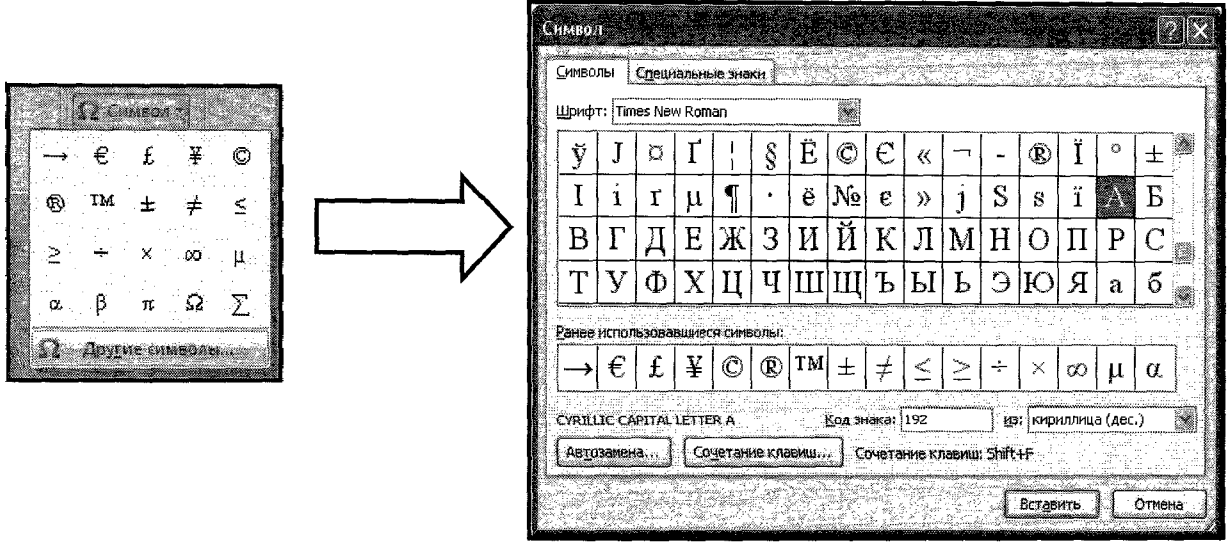 Ω Символ
→ € £ ¥ ©
® ™ ± ≠ ≤
≥ ÷ × ∞ µ
α β π Ω Σ
Ω Другие символы...
Символ
Символы Специальные знаки
Шрифт: Times New Roman
ў Ј ¤ Ґ ¦ § Ё © Є « ¬ - ® Ї ° ±
І і ґ µ ¶ · ё № є » ј Ѕ ѕ ї А Б
В Г Д Е Ж З И Й К Л М Н О П Р С
Т У Ф Х Ц Ч Ш Щ Ъ Ы Ь Э Ю Я а б
Ранее использовавшиеся символы:
→ € £ ¥ © ® ™ ± ≠ ≤ ≥ ÷ × ∞ µ α
CYRILLIC CAPITAL LETTER A Код знака: 192 из: кириллица (дес.)
Автозамена... Сочетание клавиш... Сочетание клавиш: Shift+F
Вставить Отмена